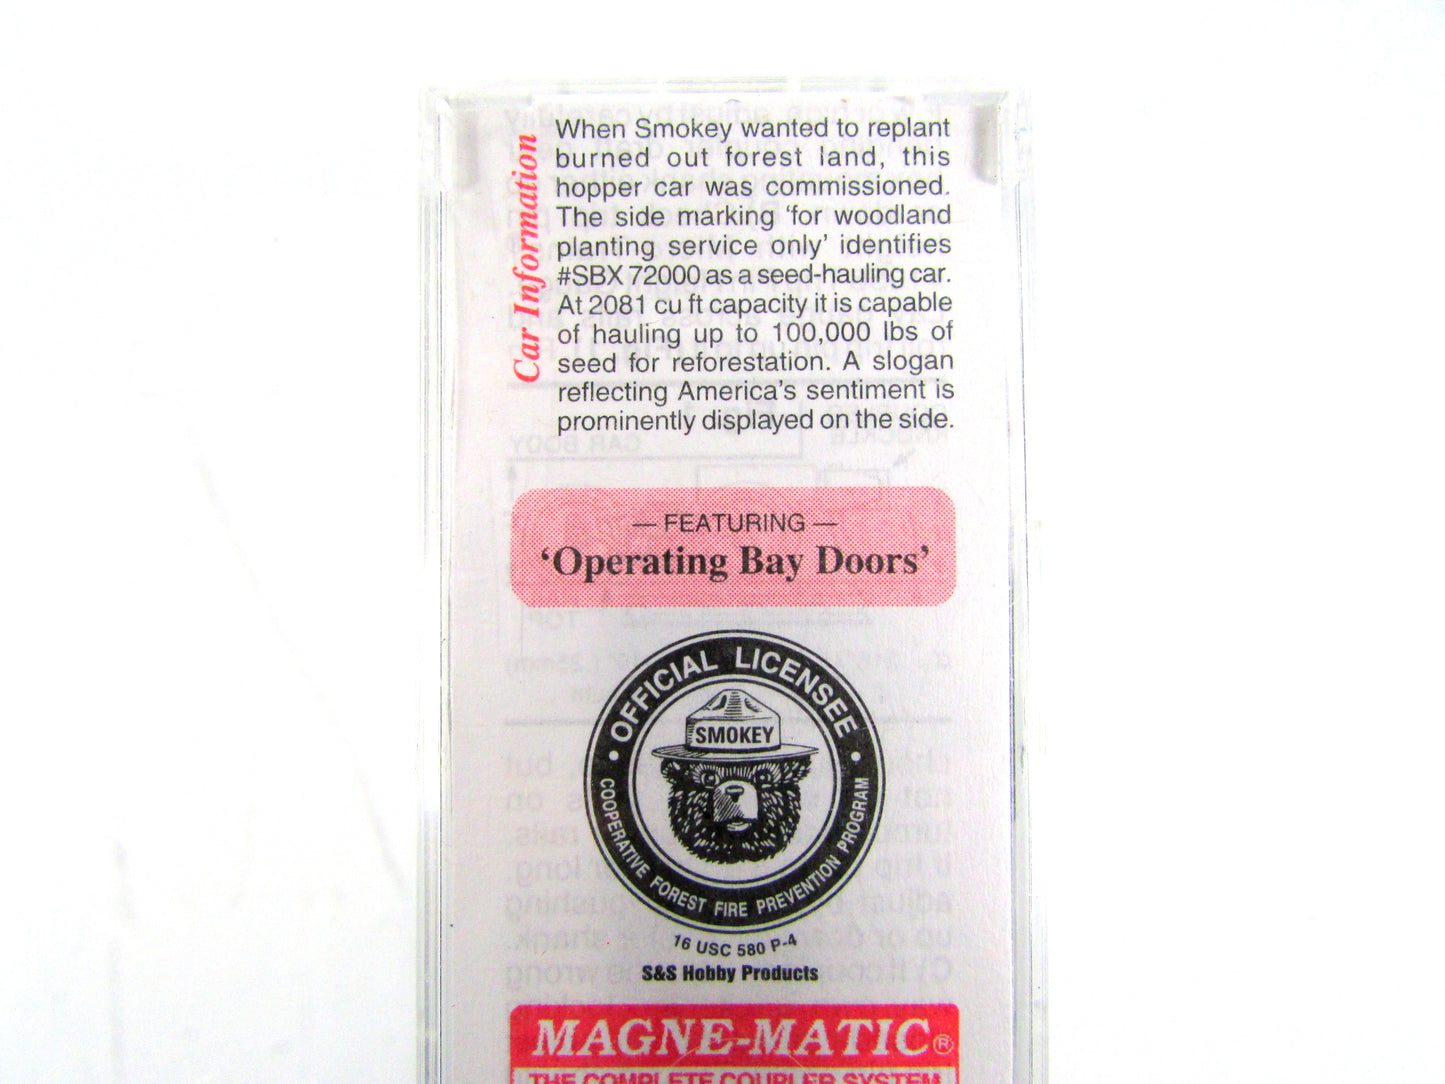 Car Information
When Smokey wanted to replant
burned out forest land, this
hopper car was commissioned.
The side marking ‘for woodland
planting service only’ identifies
#SBX 72000 as a seed-hauling car.
At 2081 cu ft capacity it is capable
of hauling up to 100,000 lbs of
seed for reforestation. A slogan
reflecting America's sentiment is
prominently displayed on the side.
— FEATURING —
‘Operating Bay Doors’
• OFFICIAL LICENSEE •
SMOKEY
COOPERATIVE FOREST FIRE PREVENTION PROGRAM
16 USC 580 P-4
S&S Hobby Products
MAGNE-MATIC®
THE COMPLETE COUPLER SYSTEM